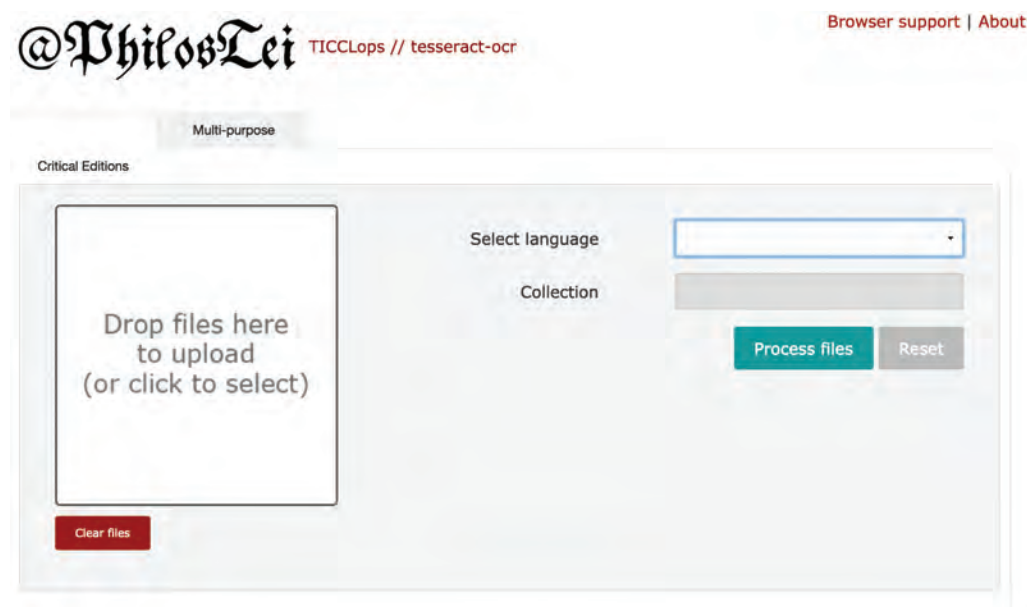 Browser support | About
@PhilosTei TICCLops // tesseract-ocr
Multi-purpose
Critical Editions
Select language
Collection
Drop files here
to upload
(or click to select)
Process files Reset
Clear files